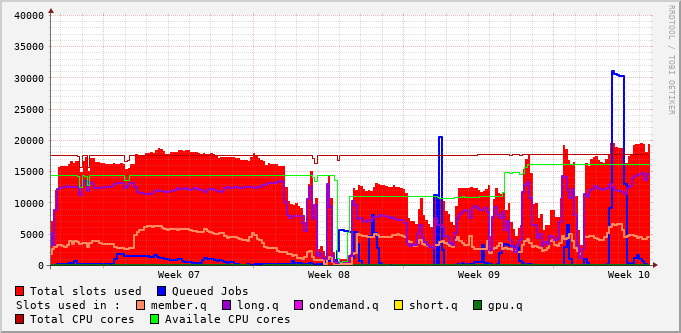 40000
35000
30000
25000
20000
15000
10000
5000
0
Week 07 Week 08 Week 09 Week 10
RRDTOOL / TOBI OETIKER
Total slots used Queued Jobs
Slots used in : member.q long.q ondemand.q short.q gpu.q
Total CPU cores Availale CPU cores